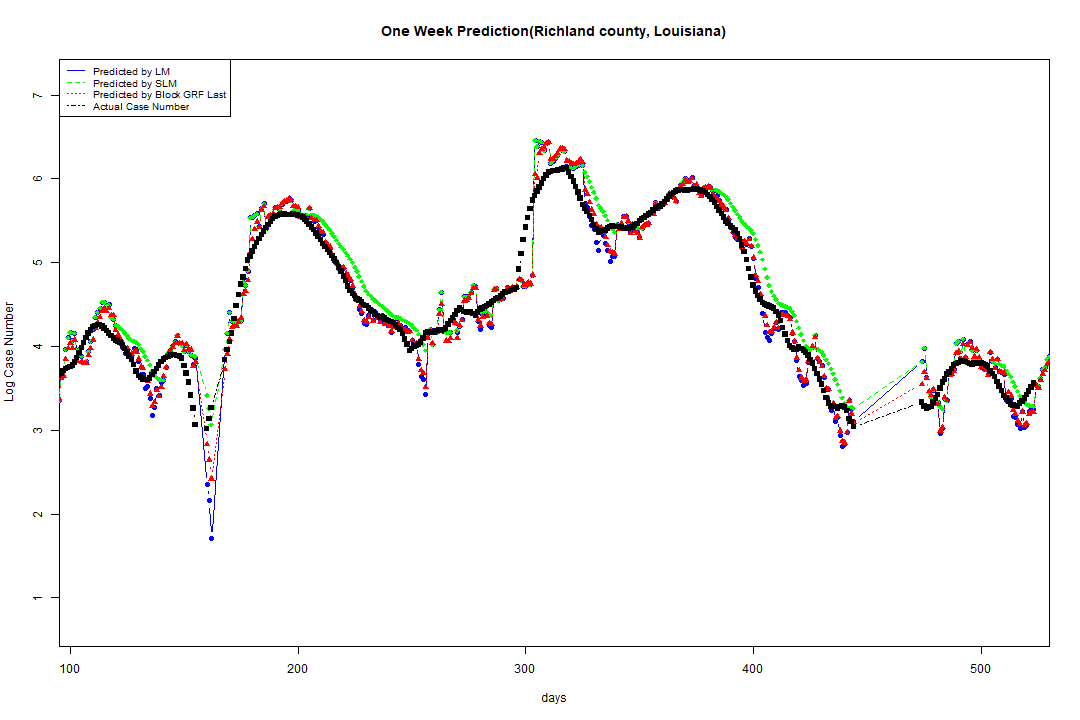 One Week Prediction(Richland county, Louisiana)
Predicted by LM
Predicted by SLM
Predicted by Block GRF Last
Actual Case Number
7
6
5
4
3
2
1
Log Case Number
100 200 300 400 500
days